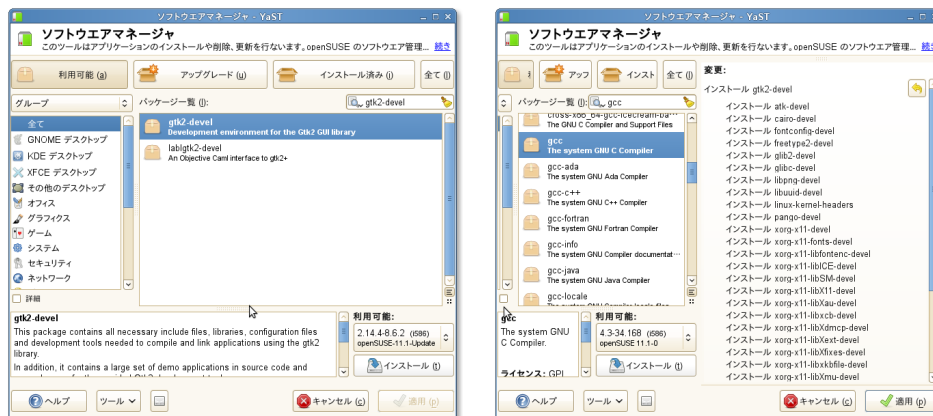 ソフトウエアマネージャ - YaST
ソフトウエアマネージャ
このツールはアプリケーションのインストールや削除、更新を行ないます。openSUSE のソフトウエア管理... 続き
利用可能 (a)
アップグレード (u)
インストール済み (i)
全て (l)
グループ
パッケージ一覧 (l):
gtk2-devel
全て
GNOME デスクトップ
KDE デスクトップ
XFCE デスクトップ
その他のデスクトップ
オフィス
グラフィクス
ゲーム
システム
セキュリティ
ネットワーク
詳細
gtk2-devel
Development environment for the Gtk2 GUI library
lablgtk2-devel
An Objective Caml interface to gtk2+
gtk2-devel
This package contains all necessary include files, libraries, configuration files
and development tools needed to compile and link applications using the gtk2
library.
In addition, it contains a large set of demo applications in source code and
利用可能:
2.14.4-8.6.2 (i586)
openSUSE-11.1-Update
インストール (t)
ヘルプ
ツール
キャンセル (c)
適用 (p)
ソフトウエアマネージャ - YaST
ソフトウエアマネージャ
このツールはアプリケーションのインストールや削除、更新を行ないます。openSUSE のソフトウエア管理... 続き
アッフ
インスト
全て (l)
パッケージ一覧 (l):
gcc
cross-x86_64-gcc-icecream-ba…
The GNU C Compiler and Support Files
gcc
The system GNU C Compiler
gcc-ada
The system GNU Ada Compiler
gcc-c++
The system GNU C++ Compiler
gcc-fortran
The system GNU Fortran Compiler
gcc-info
The system GNU Compiler documentat…
gcc-java
The system GNU Java Compiler
gcc-locale
The system GNU Compiler locale files
gcc
The system GNU
C Compiler.
ライセンス: GPL
利用可能:
4.3-34.168 (i586)
openSUSE 11.1-0
インストール (t)
変更:
インストール gtk2-devel
インストール atk-devel
インストール cairo-devel
インストール fontconfig-devel
インストール freetype2-devel
インストール glib2-devel
インストール glibc-devel
インストール libpng-devel
インストール libuuid-devel
インストール linux-kernel-headers
インストール pango-devel
インストール xorg-x11-devel
インストール xorg-x11-fonts-devel
インストール xorg-x11-libfontenc-devel
インストール xorg-x11-libICE-devel
インストール xorg-x11-libSM-devel
インストール xorg-x11-libX11-devel
インストール xorg-x11-libXau-devel
インストール xorg-x11-libxcb-devel
インストール xorg-x11-libXdmcp-devel
インストール xorg-x11-libXext-devel
インストール xorg-x11-libXfixes-devel
インストール xorg-x11-libxkbfile-devel
インストール xorg-x11-libXmu-devel
ヘルプ
ツール
キャンセル (c)
適用 (p)